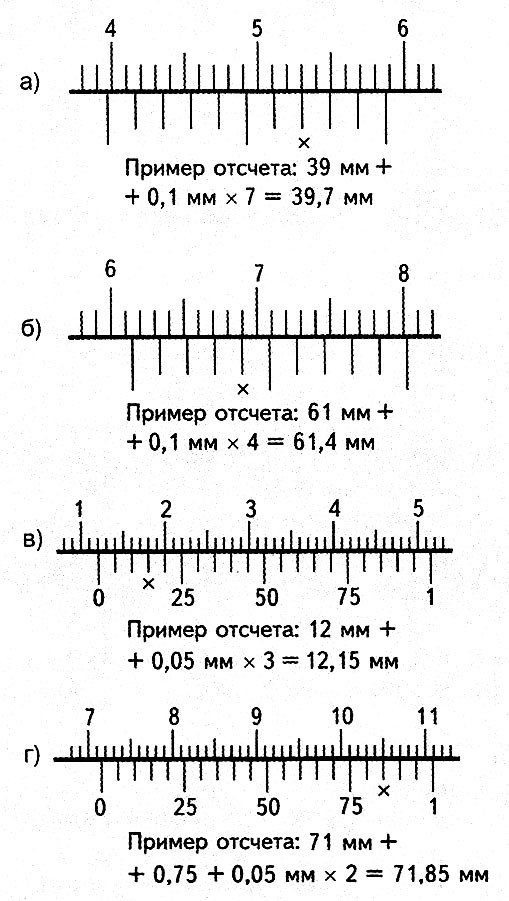 4 5 6
а)
×
Пример отсчета: 39 мм +
+ 0,1 мм × 7 = 39,7 мм
6 7 8
б)
×
Пример отсчета: 61 мм +
+ 0,1 мм × 4 = 61,4 мм
1 2 3 4 5
в)
×
0 25 50 75 1
Пример отсчета: 12 мм +
+ 0,05 мм × 3 = 12,15 мм
7 8 9 10 11
г)
×
0 25 50 75 1
Пример отсчета: 71 мм +
+ 0,75 + 0,05 мм × 2 = 71,85 мм